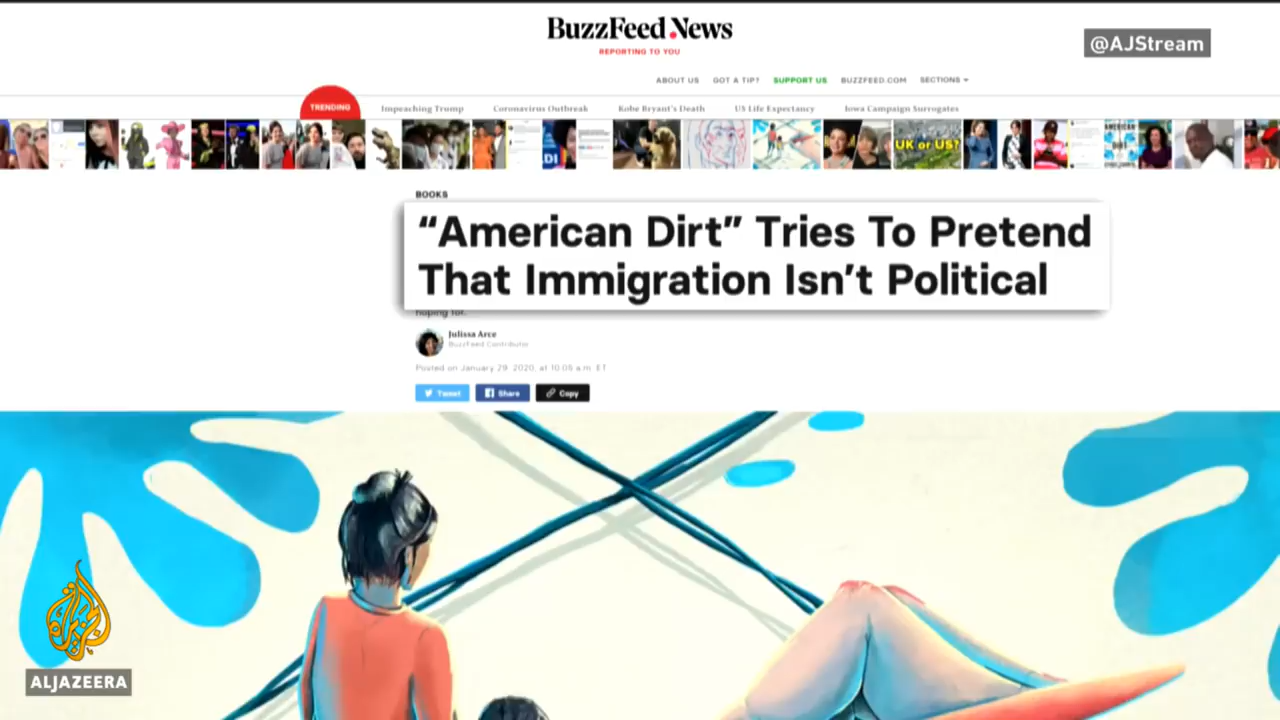 BuzzFeed News
REPORTING TO YOU
@AJStream
ABOUT US GOT A TIP? SUPPORT US BUZZFEED.COM SECTIONS
TRENDING Impeaching Trump Coronavirus Outbreak Kobe Bryant's Death US Life Expectancy Iowa Campaign Surrogates
UK or US?
BOOKS
“American Dirt” Tries To Pretend
That Immigration Isn’t Political
hoping for.
Julissa Arce
BuzzFeed Contributor
Posted on January 29, 2020, at 10:05 a.m. ET
Tweet Share Copy
ALJAZEERA